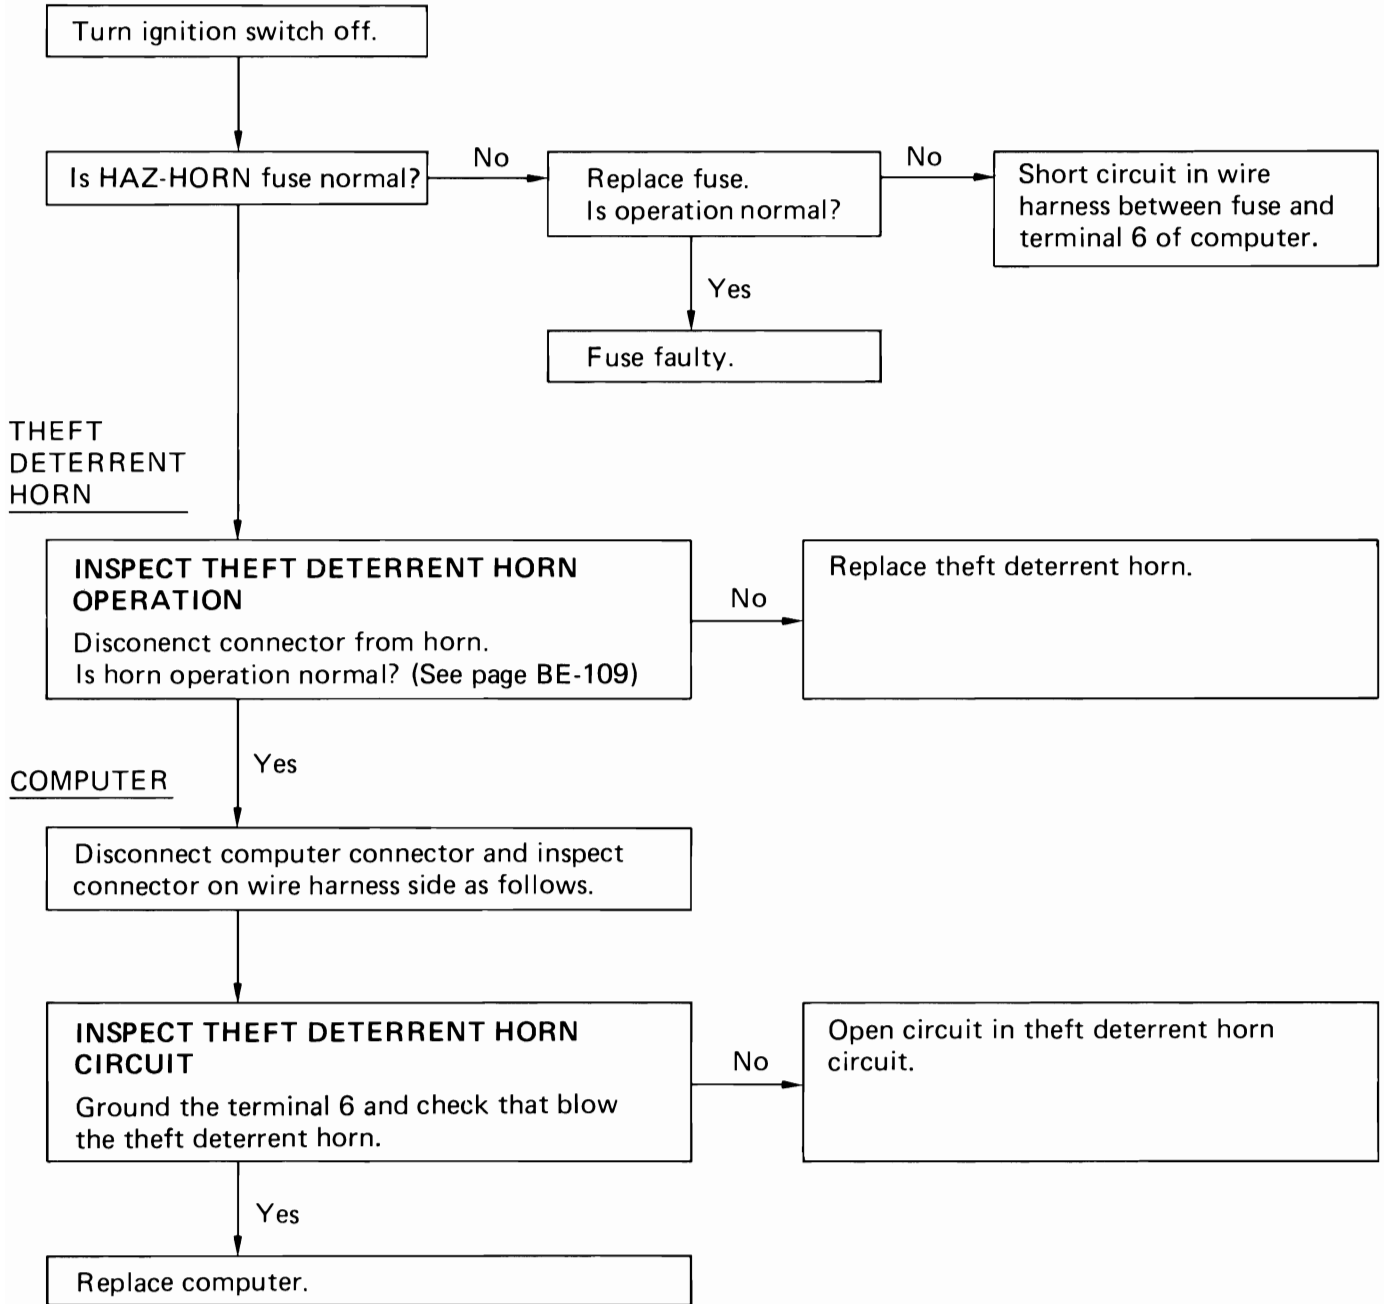 Turn ignition switch off.
Is HAZ-HORN fuse normal?
No
Replace fuse.
Is operation normal?
No
Short circuit in wire
harness between fuse and
terminal 6 of computer.
Yes
Fuse faulty.
THEFT
DETERRENT
HORN
INSPECT THEFT DETERRENT HORN
OPERATION
Disconenct connector from horn.
Is horn operation normal? (See page BE-109)
No
Replace theft deterrent horn.
Yes
COMPUTER
Disconnect computer connector and inspect
connector on wire harness side as follows.
INSPECT THEFT DETERRENT HORN
CIRCUIT
Ground the terminal 6 and check that blow
the theft deterrent horn.
No
Open circuit in theft deterrent horn
circuit.
Yes
Replace computer.